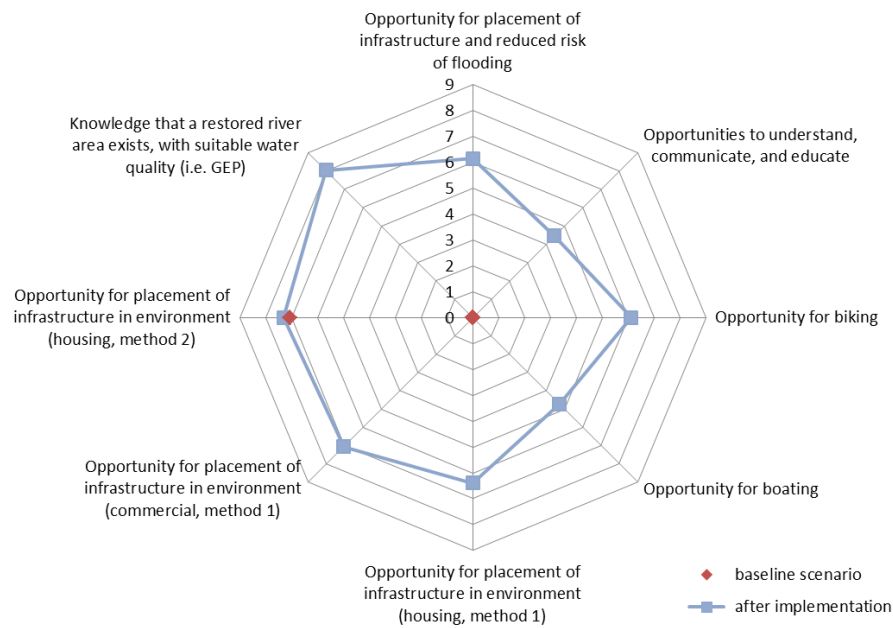 Opportunity for placement of
infrastructure and reduced risk
of flooding
9
8
7
6
5
4
3
2
1
0
Knowledge that a restored river
area exists, with suitable water
quality (i.e. GEP)
Opportunities to understand,
communicate, and educate
Opportunity for placement of
infrastructure in environment
(housing, method 2)
Opportunity for biking
Opportunity for placement of
infrastructure in environment
(commercial, method 1)
Opportunity for boating
Opportunity for placement of
infrastructure in environment
(housing, method 1)
baseline scenario
after implementation